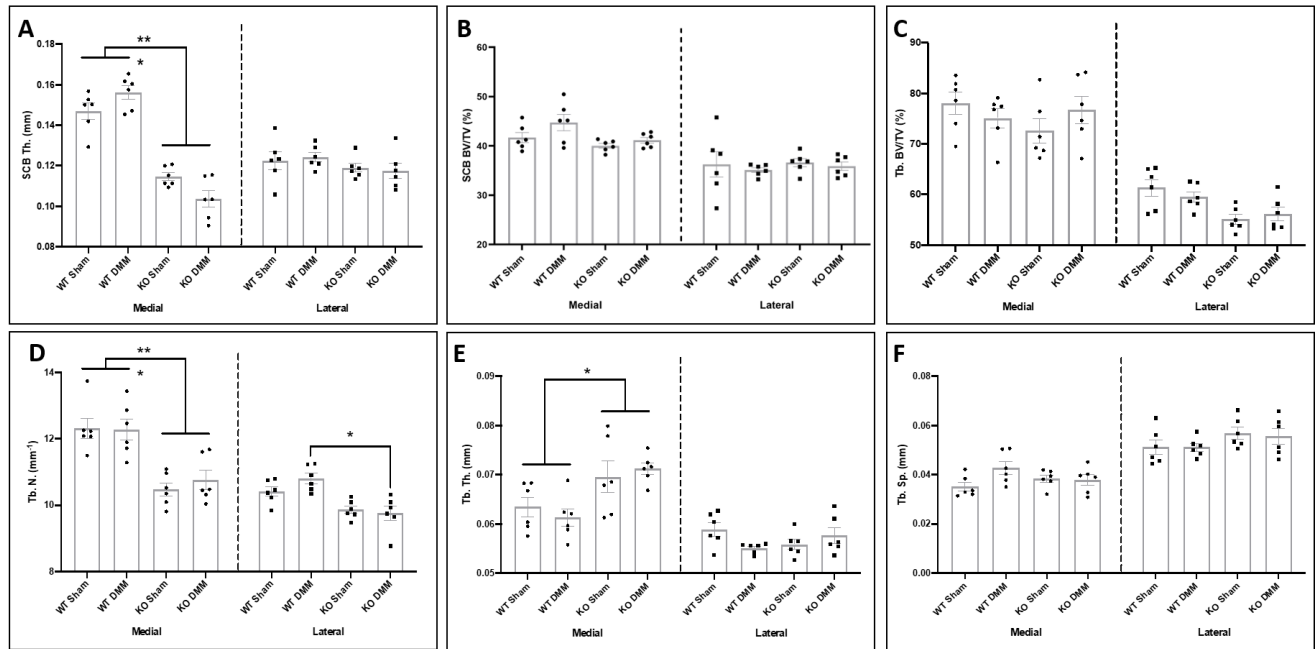 A
SCB Th. (mm)
0.18
0.16
0.14
0.12
0.10
0.08
**
*
WT Sham
WT DMM
KO Sham
KO DMM
WT Sham
WT DMM
KO Sham
KO DMM
Medial
Lateral
B
SCB BV/TV (%)
60
50
40
30
20
WT Sham
WT DMM
KO Sham
KO DMM
WT Sham
WT DMM
KO Sham
KO DMM
Medial
Lateral
C
Tb. BV/TV (%)
90
80
70
60
50
WT Sham
WT DMM
KO Sham
KO DMM
WT Sham
WT DMM
KO Sham
KO DMM
Medial
Lateral
D
Tb. N. (mm⁻¹)
14
12
10
8
**
*
*
WT Sham
WT DMM
KO Sham
KO DMM
WT Sham
WT DMM
KO Sham
KO DMM
Medial
Lateral
E
Tb. Th. (mm)
0.09
0.08
0.07
0.06
0.05
*
WT Sham
WT DMM
KO Sham
KO DMM
WT Sham
WT DMM
KO Sham
KO DMM
Medial
Lateral
F
Tb. Sp. (mm)
0.08
0.06
0.04
0.02
0.00
WT Sham
WT DMM
KO Sham
KO DMM
WT Sham
WT DMM
KO Sham
KO DMM
Medial
Lateral